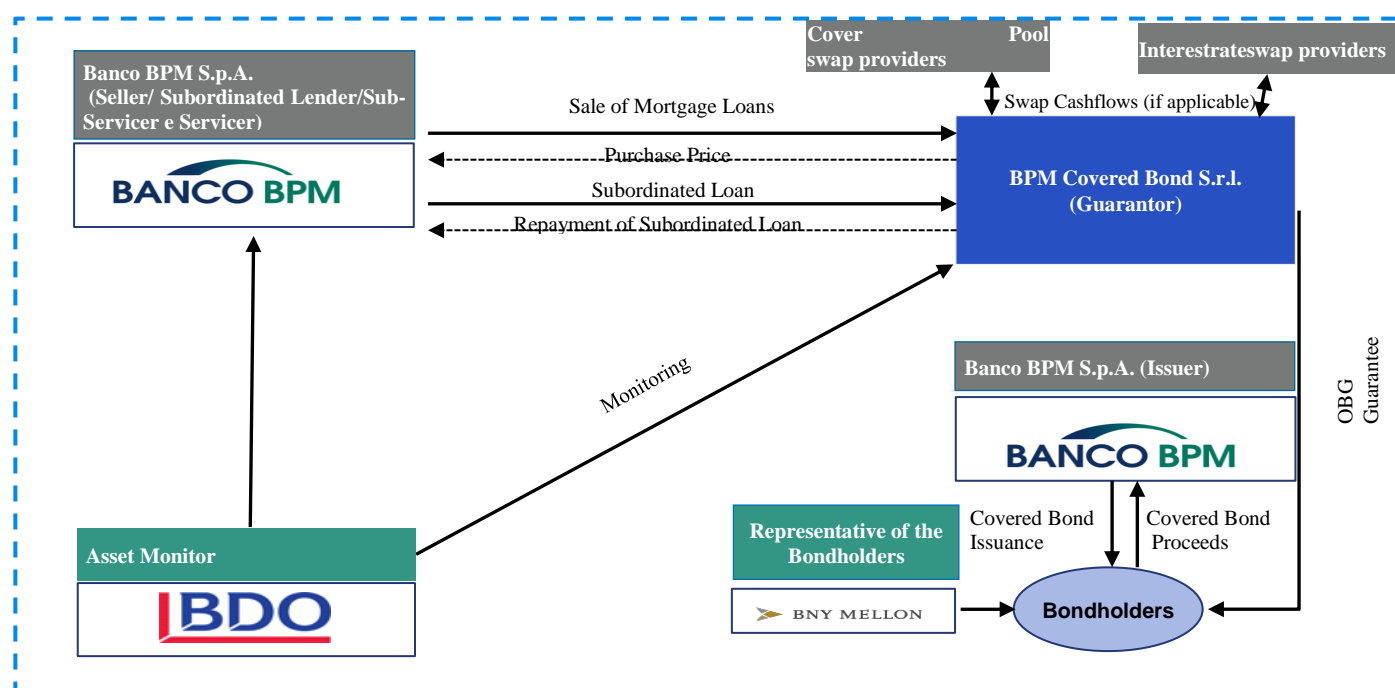 Cover Pool
swap providers
Interestrateswap providers
Banco BPM S.p.A.
(Seller/ Subordinated Lender/Sub-
Servicer e Servicer)
BANCO BPM
Sale of Mortgage Loans
Swap Cashflows (if applicable)
Purchase Price
Subordinated Loan
Repayment of Subordinated Loan
BPM Covered Bond S.r.l.
(Guarantor)
Monitoring
OBG
Guarantee
Banco BPM S.p.A. (Issuer)
BANCO BPM
Covered Bond
Issuance
Covered Bond
Proceeds
Representative of the
Bondholders
BNY MELLON
Bondholders
Asset Monitor
BDO